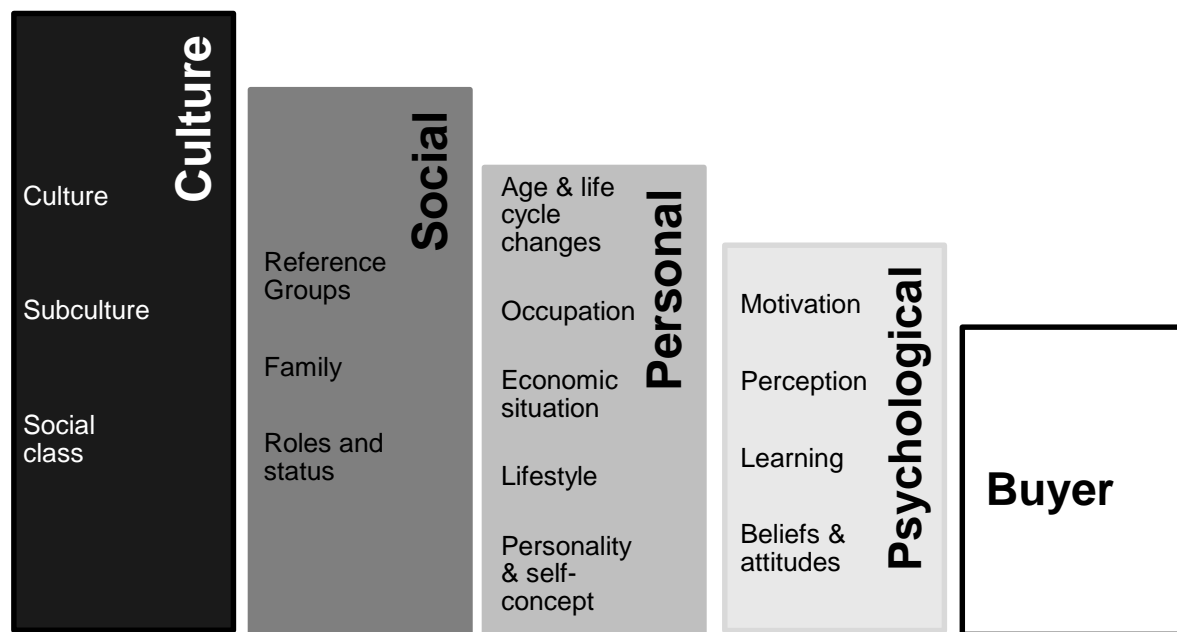 Culture
Culture
Subculture
Social
class
Social
Reference
Groups
Family
Roles and
status
Personal
Age & life
cycle
changes
Occupation
Economic
situation
Lifestyle
Personality
& self-
concept
Psychological
Motivation
Perception
Learning
Beliefs &
attitudes
Buyer